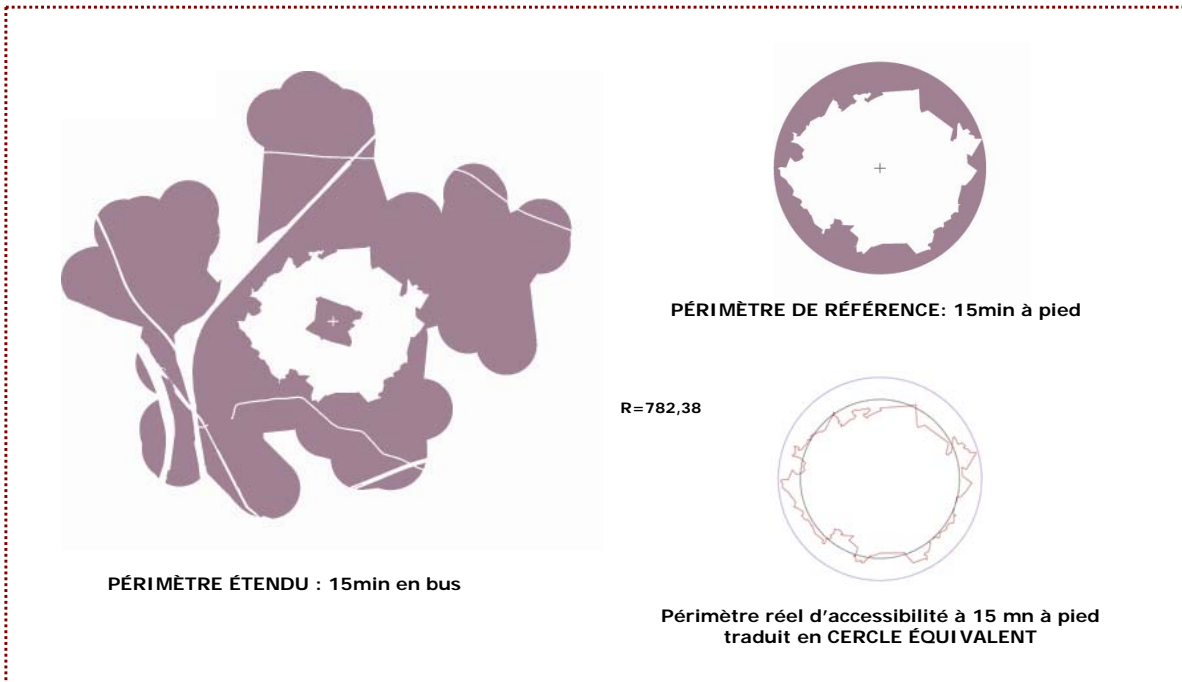 PÉRIMÈTRE DE RÉFÉRENCE: 15min à pied
R=782,38
PÉRIMÈTRE ÉTENDU : 15min en bus
Périmètre réel d'accessibilité à 15 mn à pied
traduit en CERCLE ÉQUIVALENT